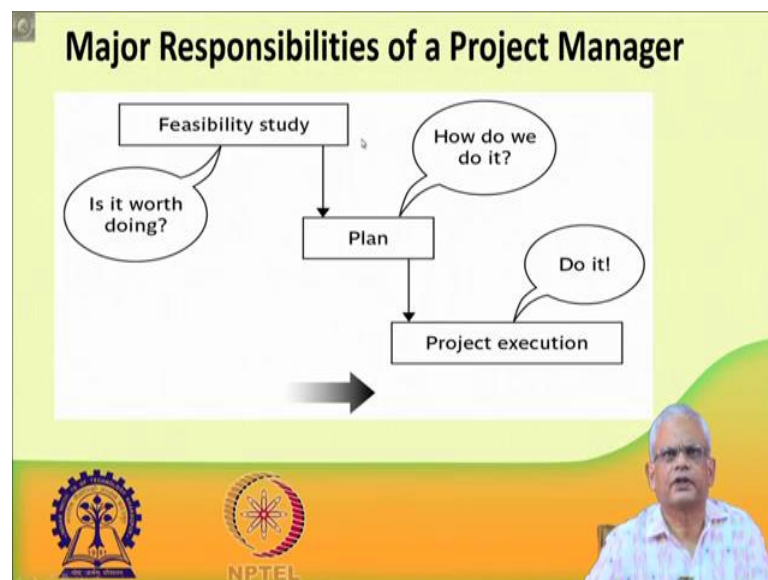 Major Responsibilities of a Project Manager
Feasibility study
How do we
do it?
Is it worth
doing?
Plan
Do it!
Project execution
NPTEL